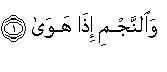 وَٱلنَّجْمِ إِذَا هَوَىٰ ۝١